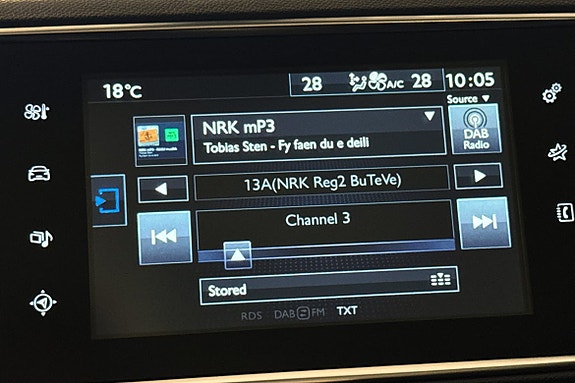 18°C
28 A/C 28
10:05
Source
NRK mP3
Tobias Sten - Fy faen du e deili
DAB
Radio
13A(NRK Reg2 BuTeVe)
Channel 3
Stored
RDS DAB FM TXT